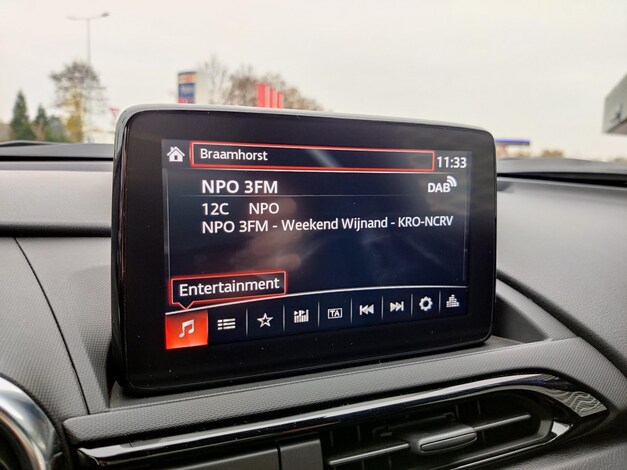 Braamhorst 11:33
NPO 3FM DAB
12C NPO
NPO 3FM - Weekend Wijnand - KRO-NCRV
Entertainment
TA